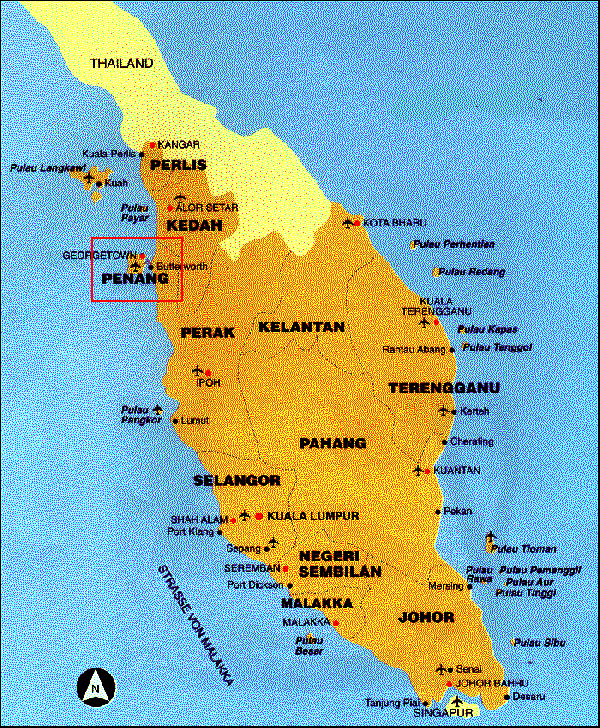 THAILAND
KANGAR
Kuala Perlis
PERLIS
Pulau Langkawi
Kuah
Pulau
Payar
ALOR SETAR
KEDAH
KOTA BHARU
Pulau Perhentian
GEORGETOWN
Butterworth
PENANG
Pulau Redang
KUALA
TERENGGANU
Pulau Kapas
PERAK
KELANTAN
Rantau Abang
Pulau Tenggol
IPOH
TERENGGANU
Pulau
Pangkor
Lumut
Kerteh
PAHANG
Cherating
SELANGOR
KUANTAN
SHAH ALAM
KUALA LUMPUR
Pekan
Port Klang
Sepang
NEGERI
SEMBILAN
Pulau Tioman
SEREMBAN
Port Dickson
Pulau
Rawa
Pulau Pemanggil
Pulau Aur
Pulau Tinggi
Mersing
STRASSE VON MALAKKA
MALAKKA
MALAKKA
JOHOR
Pulau
Besar
Pulau Sibu
Senai
JOHOR BAHRU
Desaru
Tanjung Piai
SINGAPUR
N